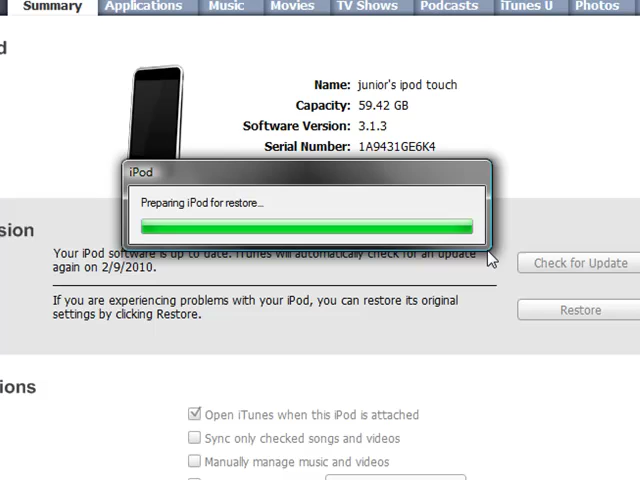 Summary Applications Music Movies TV Shows Podcasts iTunes U Photos
d
Name: junior's ipod touch
Capacity: 59.42 GB
Software Version: 3.1.3
Serial Number: 1A9431GE6K4
iPod
Preparing iPod for restore...
sion
Your iPod software is up to date. iTunes will automatically check for an update
again on 2/9/2010.
Check for Update
If you are experiencing problems with your iPod, you can restore its original
settings by clicking Restore.
Restore
ions
Open iTunes when this iPod is attached
Sync only checked songs and videos
Manually manage music and videos